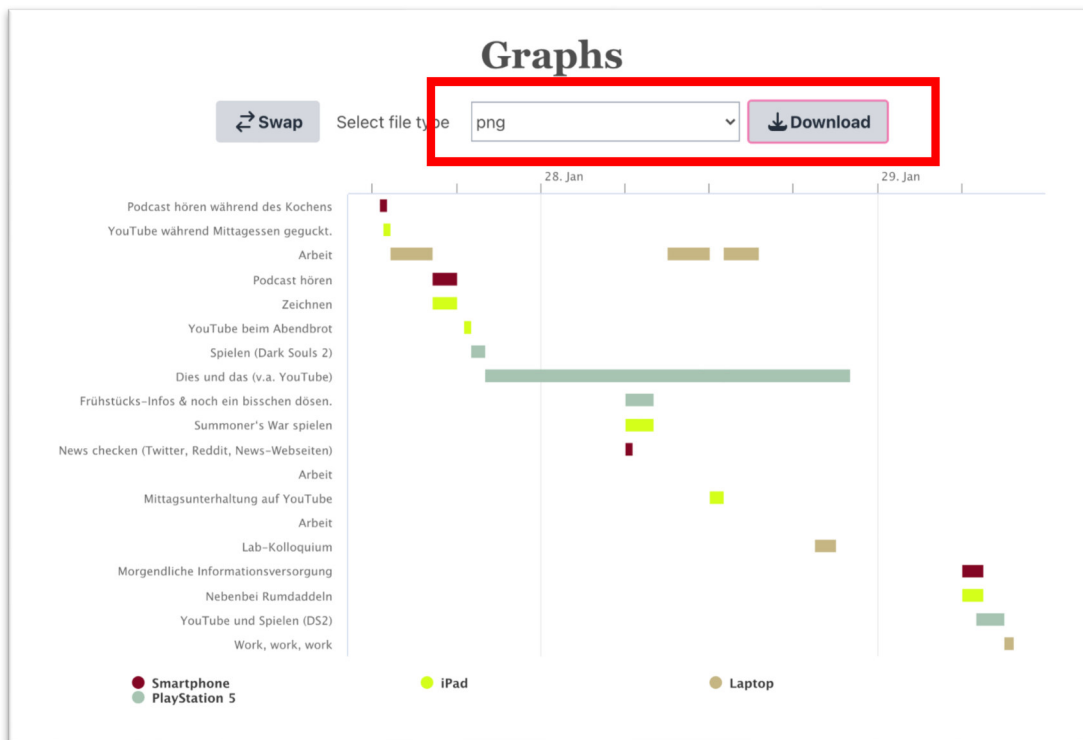 Graphs
Swap Select file type png Download
28. Jan 29. Jan
Podcast hören während des Kochens
YouTube während Mittagessen geguckt.
Arbeit
Podcast hören
Zeichnen
YouTube beim Abendbrot
Spielen (Dark Souls 2)
Dies und das (v.a. YouTube)
Frühstücks-Infos & noch ein bisschen dösen.
Summoner's War spielen
News checken (Twitter, Reddit, News-Webseiten)
Arbeit
Mittagsunterhaltung auf YouTube
Arbeit
Lab-Kolloquium
Morgendliche Informationsversorgung
Nebenbei Rumdaddeln
YouTube und Spielen (DS2)
Work, work, work
Smartphone iPad Laptop
PlayStation 5